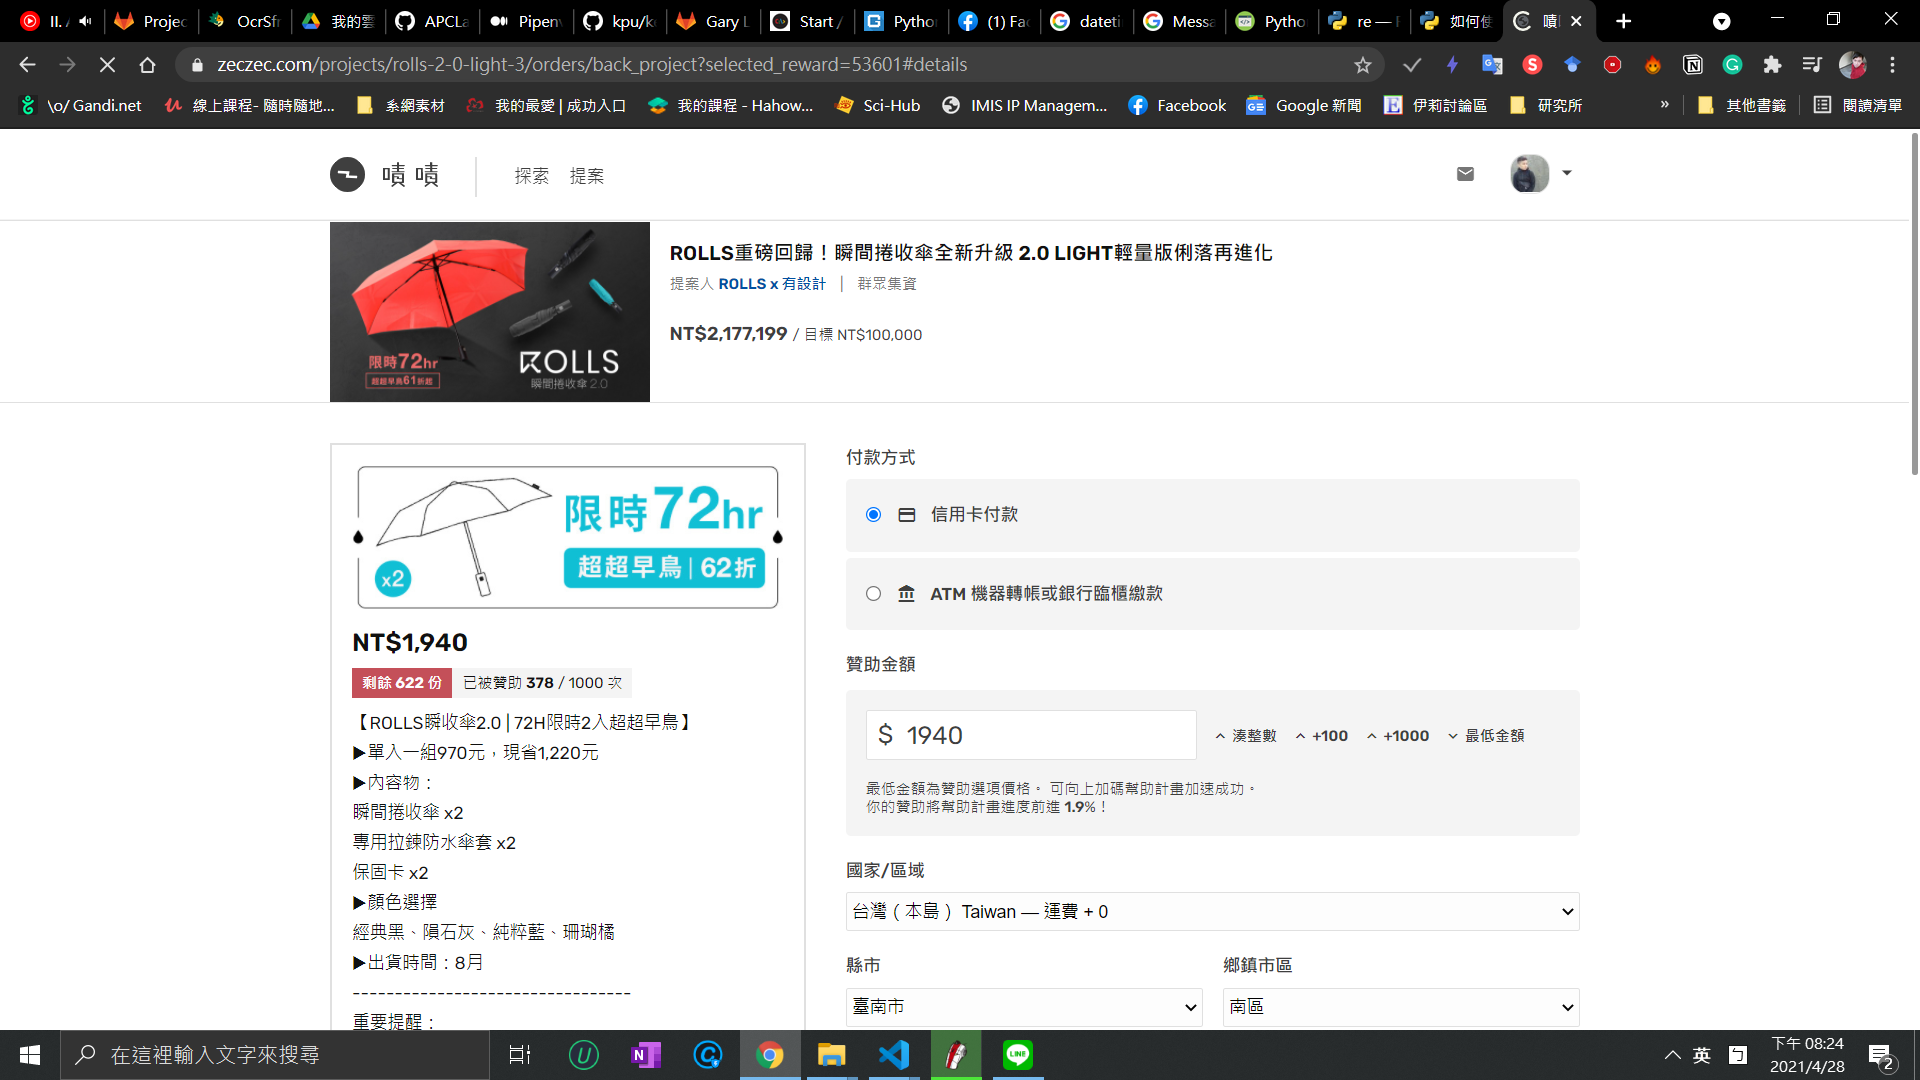 II. A
Projec
OcrSfr
我的雲
APCLa
Pipenv
kpu/k
Gary L
Start /
Pytho
(1) Fac
dateti
Messa
Pytho
re — F
如何使
嘖
zeczec.com/projects/rolls-2-0-light-3/orders/back_project?selected_reward=53601#details
\o/ Gandi.net
線上課程- 隨時隨地...
系網素材
我的最愛 | 成功入口
我的課程 - Hahow...
Sci-Hub
IMIS IP Managem...
Facebook
Google 新聞
伊莉討論區
研究所
»
其他書籤
閱讀清單
嘖嘖
探索 提案
ROLLS重磅回歸！瞬間捲收傘全新升級 2.0 LIGHT輕量版俐落再進化
提案人 ROLLS x 有設計 | 群眾集資
NT$2,177,199 / 目標 NT$100,000
限時72hr
超超早鳥61折起
ROLLS
瞬間捲收傘 2.0
限時72hr
超超早鳥 | 62折
x2
NT$1,940
剩餘 622 份 已被贊助 378 / 1000 次
【ROLLS瞬收傘2.0 | 72H限時2入超超早鳥】
▶單入一組970元，現省1,220元
▶內容物：
瞬間捲收傘 x2
專用拉鍊防水傘套 x2
保固卡 x2
▶顏色選擇
經典黑、隕石灰、純粹藍、珊瑚橘
▶出貨時間：8月
---------------------------------
重要提醒：
付款方式
信用卡付款
ATM 機器轉帳或銀行臨櫃繳款
贊助金額
$ 1940
湊整數 +100 +1000 最低金額
最低金額為贊助選項價格。 可向上加碼幫助計畫加速成功。
你的贊助將幫助計畫進度前進 1.9%！
國家/區域
台灣（本島） Taiwan — 運費 + 0
縣市 鄉鎮市區
臺南市 南區
在這裡輸入文字來搜尋
英
下午 08:24
2021/4/28
2